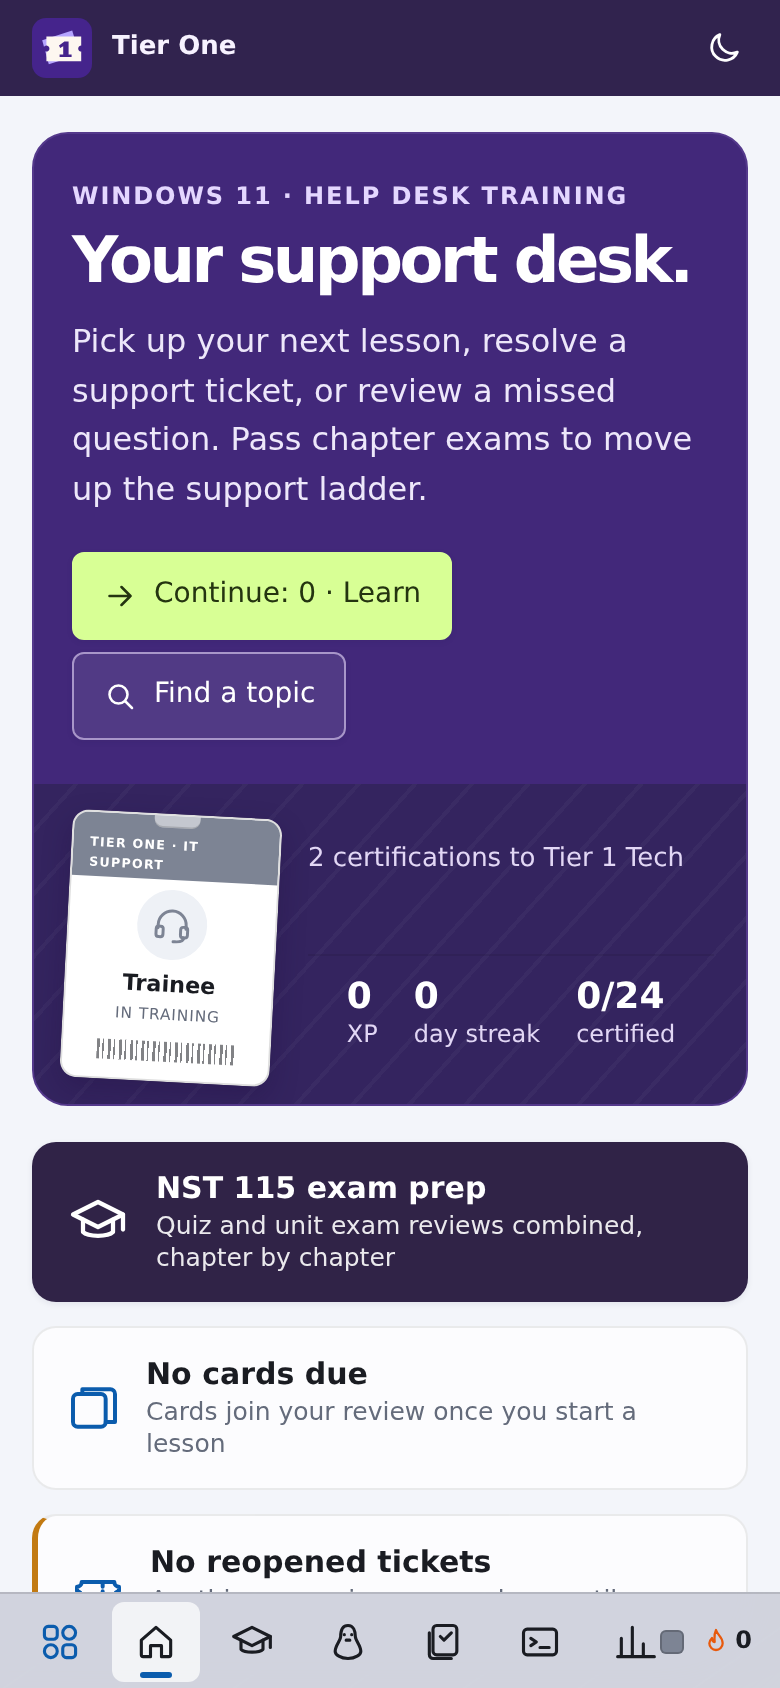 1
Tier One
WINDOWS 11 · HELP DESK TRAINING
Your support desk.
Pick up your next lesson, resolve a
support ticket, or review a missed
question. Pass chapter exams to move
up the support ladder.
Continue: 0 · Learn
Find a topic
TIER ONE · IT
SUPPORT
Trainee
IN TRAINING
2 certifications to Tier 1 Tech
0 0 0/24
XP day streak certified
NST 115 exam prep
Quiz and unit exam reviews combined,
chapter by chapter
No cards due
Cards join your review once you start a
lesson
No reopened tickets
0